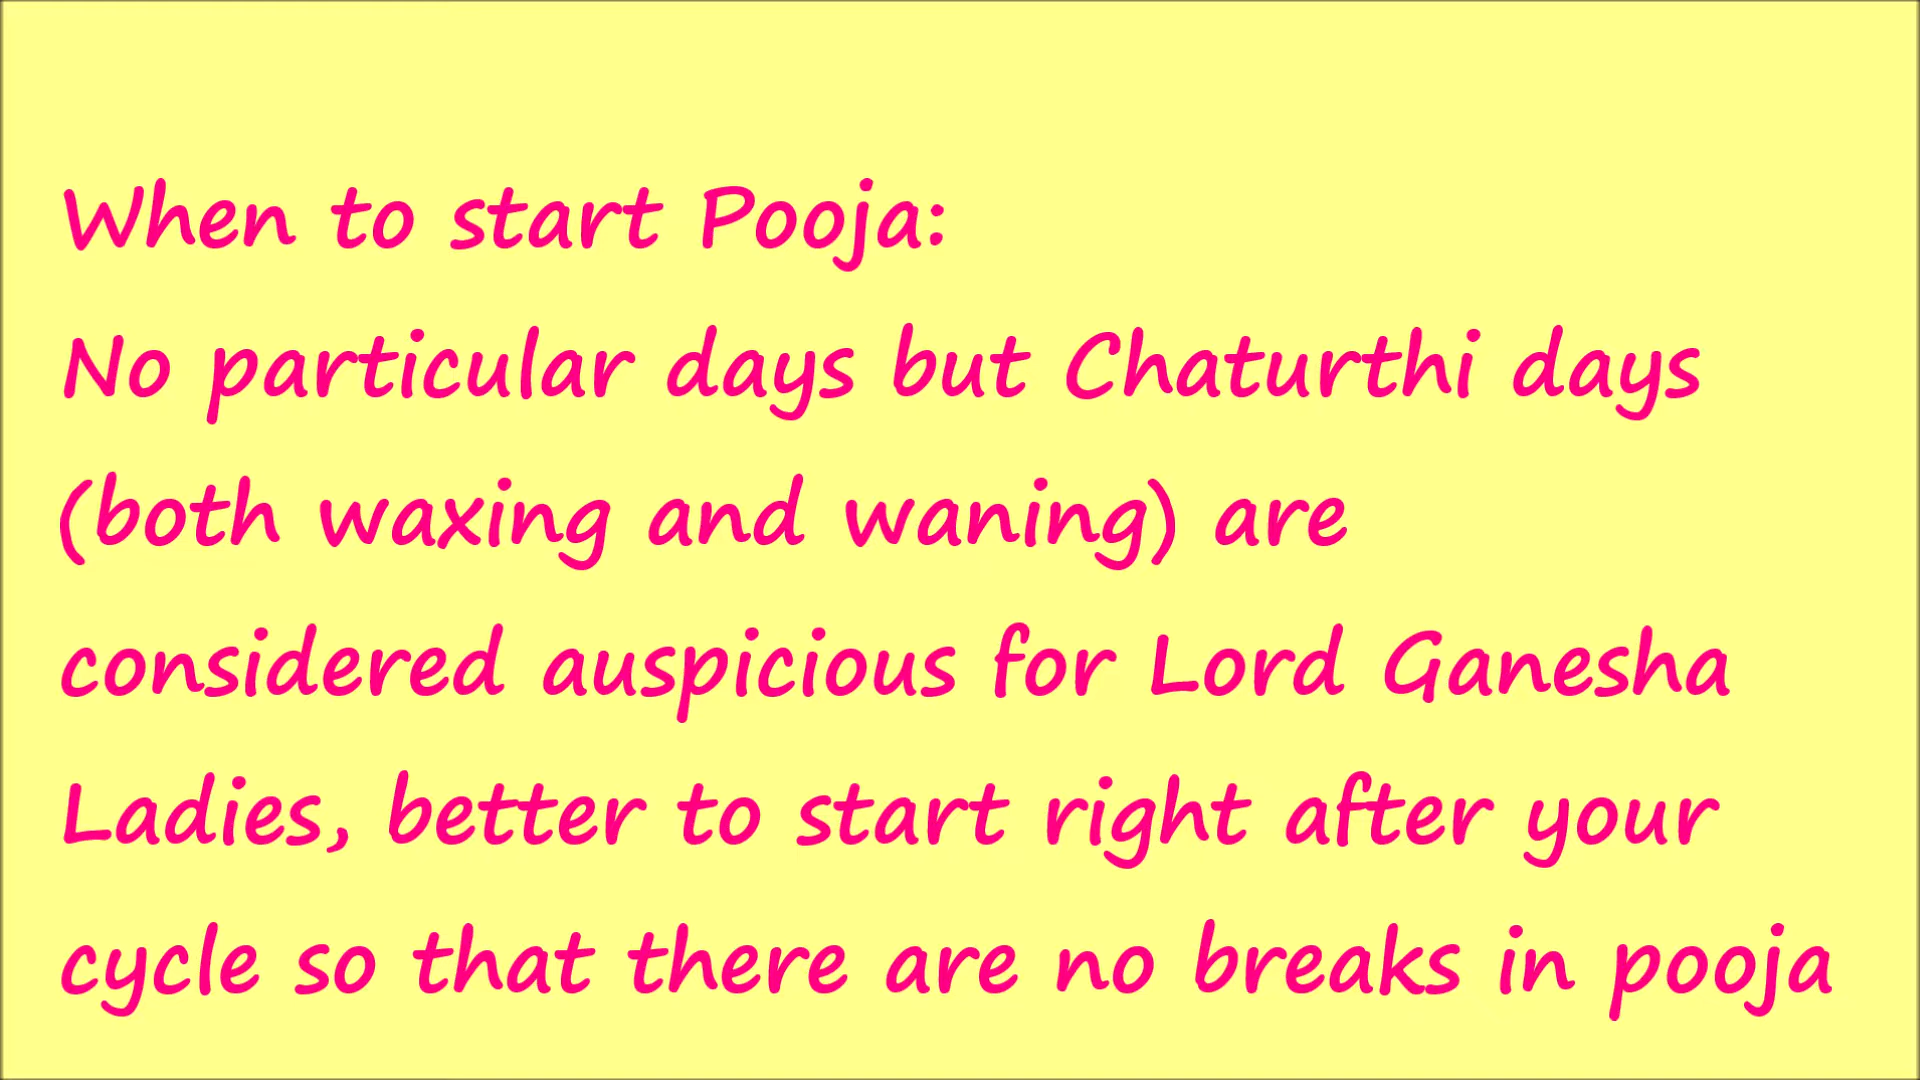 When to start Pooja:
No particular days but Chaturthi days
(both waxing and waning) are
considered auspicious for Lord Ganesha
Ladies, better to start right after your
cycle so that there are no breaks in pooja